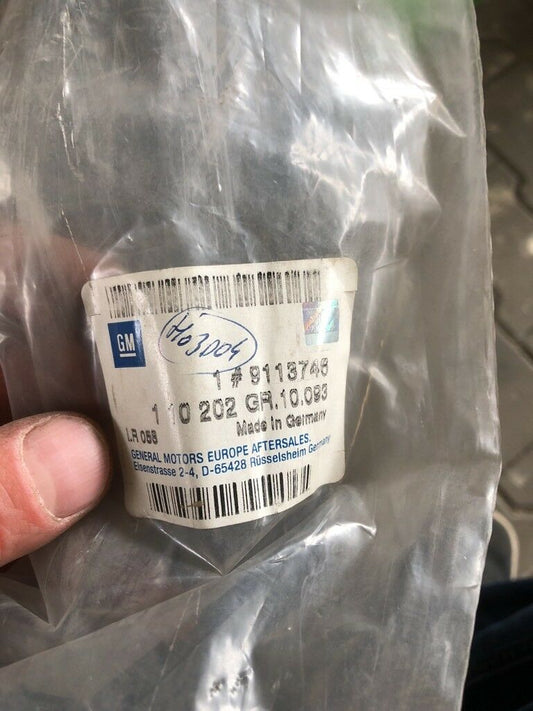 GM
1 # 9113746
1 10 202 GR.10.093
Made in Germany
LR 058
GENERAL MOTORS EUROPE AFTERSALES,
Eisenstrasse 2-4, D-65428 Rüsselsheim Germany